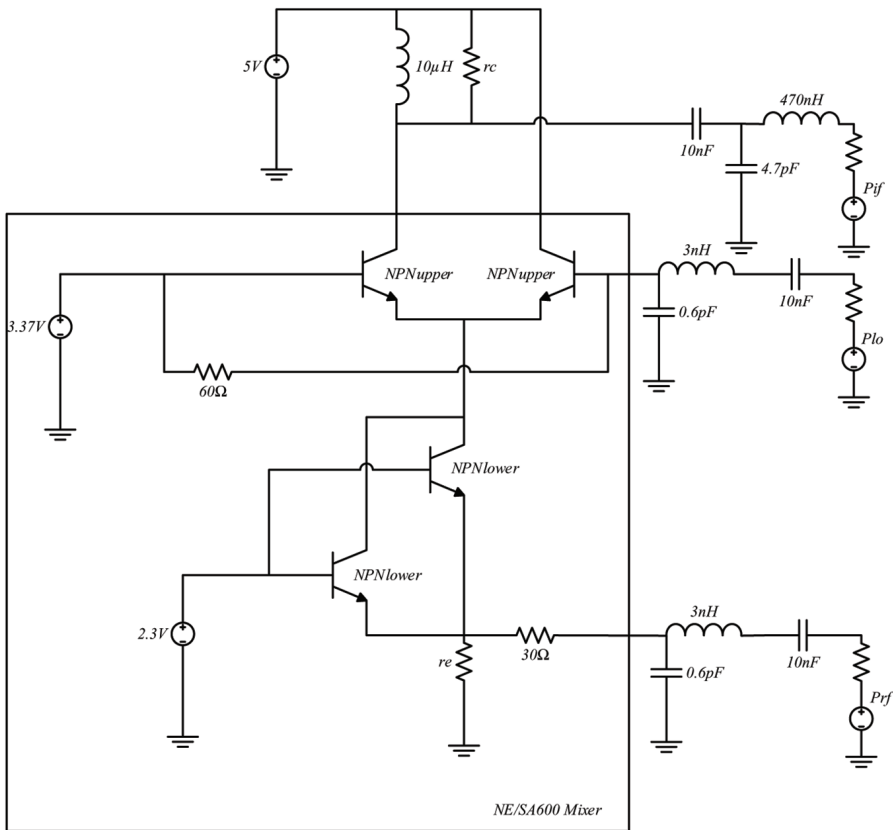 5V
10µH
rc
470nH
10nF
4.7pF
Pif
NPNupper
NPNupper
3nH
10nF
0.6pF
3.37V
Plo
60Ω
NPNlower
NPNlower
2.3V
3nH
re
30Ω
10nF
0.6pF
Prf
NE/SA600 Mixer